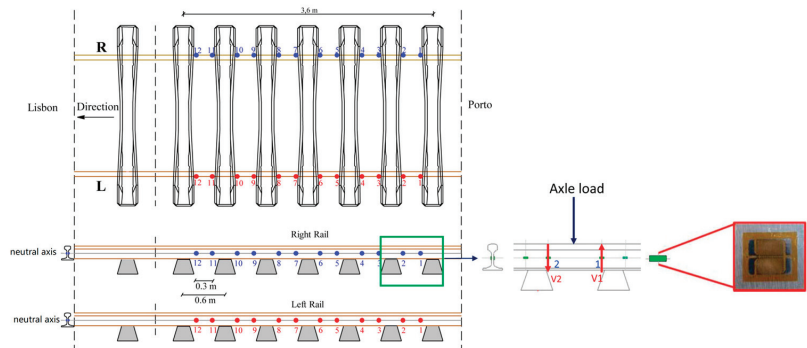 3,6 m
R
12 11 10 9 8 7 6 5 4 3 2 1
Lisbon
Direction
Porto
L
12 11 10 9 8 7 6 5 4 3 2 1
Axle load
Right Rail
neutral axis
12 11 10 9 8 7 6 5 4 3 2 1
2 1
V2 V1
0.3 m
0.6 m
Left Rail
neutral axis
12 11 10 9 8 7 6 5 4 3 2 1